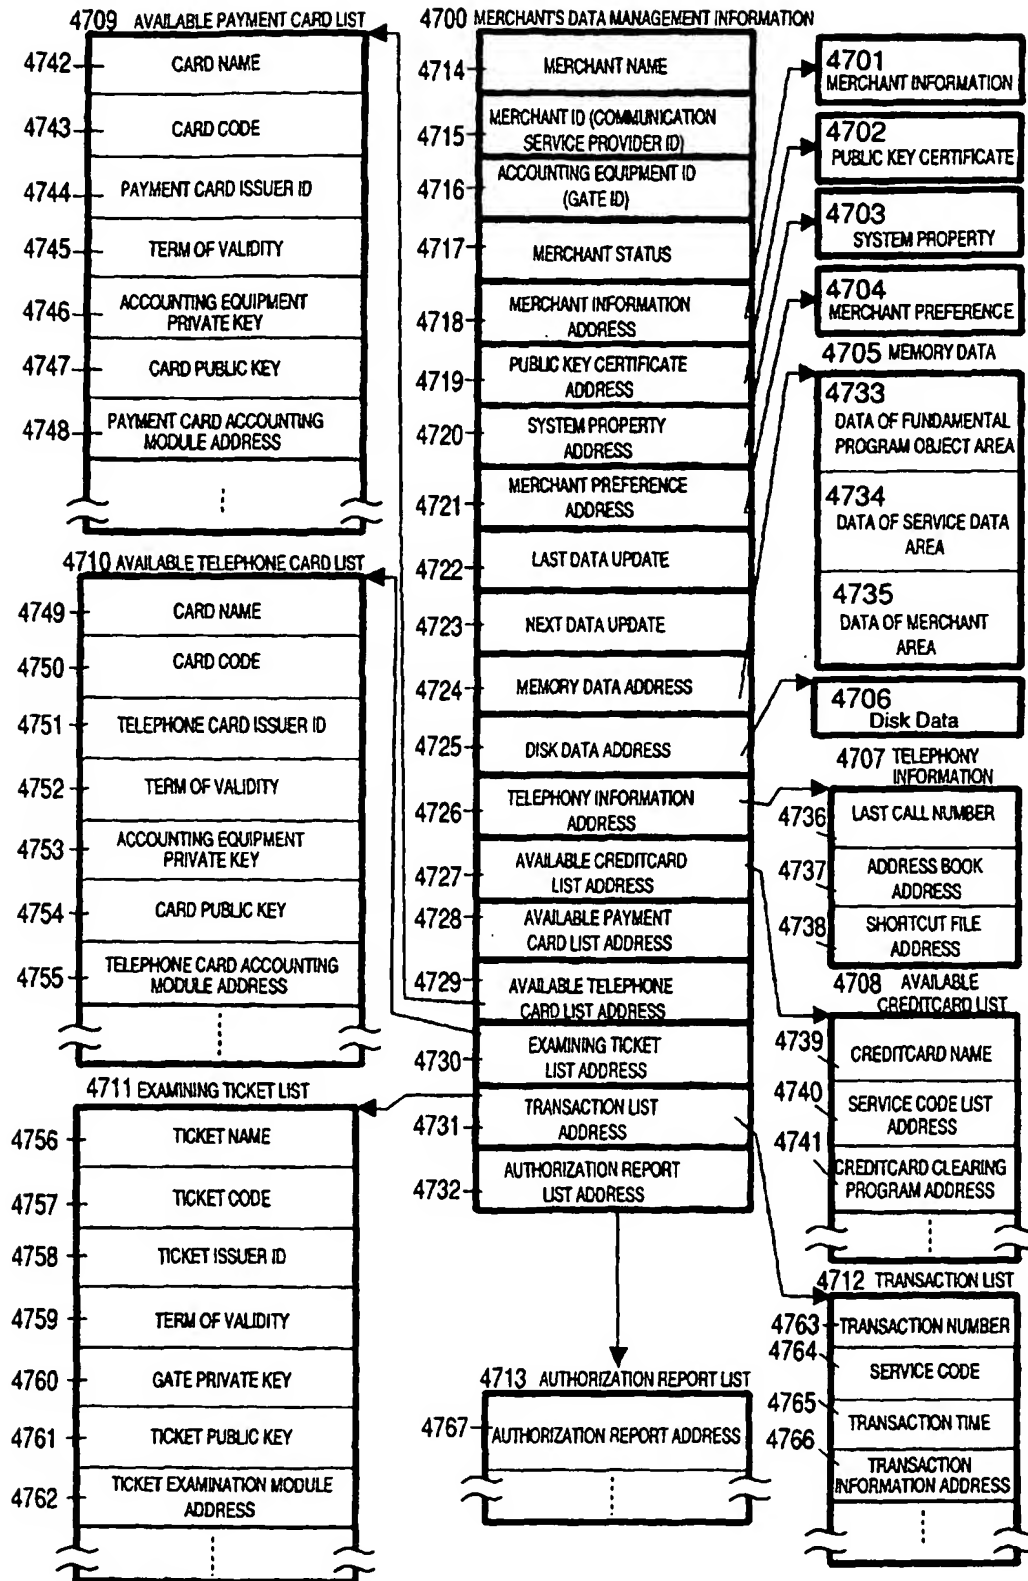 4709 AVAILABLE PAYMENT CARD LIST
4742 CARD NAME
4743 CARD CODE
4744 PAYMENT CARD ISSUER ID
4745 TERM OF VALIDITY
4746 ACCOUNTING EQUIPMENT
PRIVATE KEY
4747 CARD PUBLIC KEY
4748 PAYMENT CARD ACCOUNTING
MODULE ADDRESS
4710 AVAILABLE TELEPHONE CARD LIST
4749 CARD NAME
4750 CARD CODE
4751 TELEPHONE CARD ISSUER ID
4752 TERM OF VALIDITY
4753 ACCOUNTING EQUIPMENT
PRIVATE KEY
4754 CARD PUBLIC KEY
4755 TELEPHONE CARD ACCOUNTING
MODULE ADDRESS
4711 EXAMINING TICKET LIST
4756 TICKET NAME
4757 TICKET CODE
4758 TICKET ISSUER ID
4759 TERM OF VALIDITY
4760 GATE PRIVATE KEY
4761 TICKET PUBLIC KEY
4762 TICKET EXAMINATION MODULE
ADDRESS
4700 MERCHANT'S DATA MANAGEMENT INFORMATION
4714 MERCHANT NAME
4715 MERCHANT ID (COMMUNICATION
SERVICE PROVIDER ID)
4716 ACCOUNTING EQUIPMENT ID
(GATE ID)
4717 MERCHANT STATUS
4718 MERCHANT INFORMATION
ADDRESS
4719 PUBLIC KEY CERTIFICATE
ADDRESS
4720 SYSTEM PROPERTY
ADDRESS
4721 MERCHANT PREFERENCE
ADDRESS
4722 LAST DATA UPDATE
4723 NEXT DATA UPDATE
4724 MEMORY DATA ADDRESS
4725 DISK DATA ADDRESS
4726 TELEPHONY INFORMATION
ADDRESS
4727 AVAILABLE CREDITCARD
LIST ADDRESS
4728 AVAILABLE PAYMENT
CARD LIST ADDRESS
4729 AVAILABLE TELEPHONE
CARD LIST ADDRESS
4730 EXAMINING TICKET
LIST ADDRESS
4731 TRANSACTION LIST
ADDRESS
4732 AUTHORIZATION REPORT
LIST ADDRESS
4713 AUTHORIZATION REPORT LIST
4767 AUTHORIZATION REPORT ADDRESS
4701
MERCHANT INFORMATION
4702
PUBLIC KEY CERTIFICATE
4703
SYSTEM PROPERTY
4704
MERCHANT PREFERENCE
4705 MEMORY DATA
4733
DATA OF FUNDAMENTAL
PROGRAM OBJECT AREA
4734
DATA OF SERVICE DATA
AREA
4735
DATA OF MERCHANT
AREA
4706
Disk Data
4707 TELEPHONY
INFORMATION
4736 LAST CALL NUMBER
4737 ADDRESS BOOK
ADDRESS
4738 SHORTCUT FILE
ADDRESS
4708 AVAILABLE
CREDITCARD LIST
4739 CREDITCARD NAME
4740 SERVICE CODE LIST
ADDRESS
4741 CREDITCARD CLEARING
PROGRAM ADDRESS
4712 TRANSACTION LIST
4763 TRANSACTION NUMBER
4764 SERVICE CODE
4765 TRANSACTION TIME
4766 TRANSACTION
INFORMATION ADDRESS